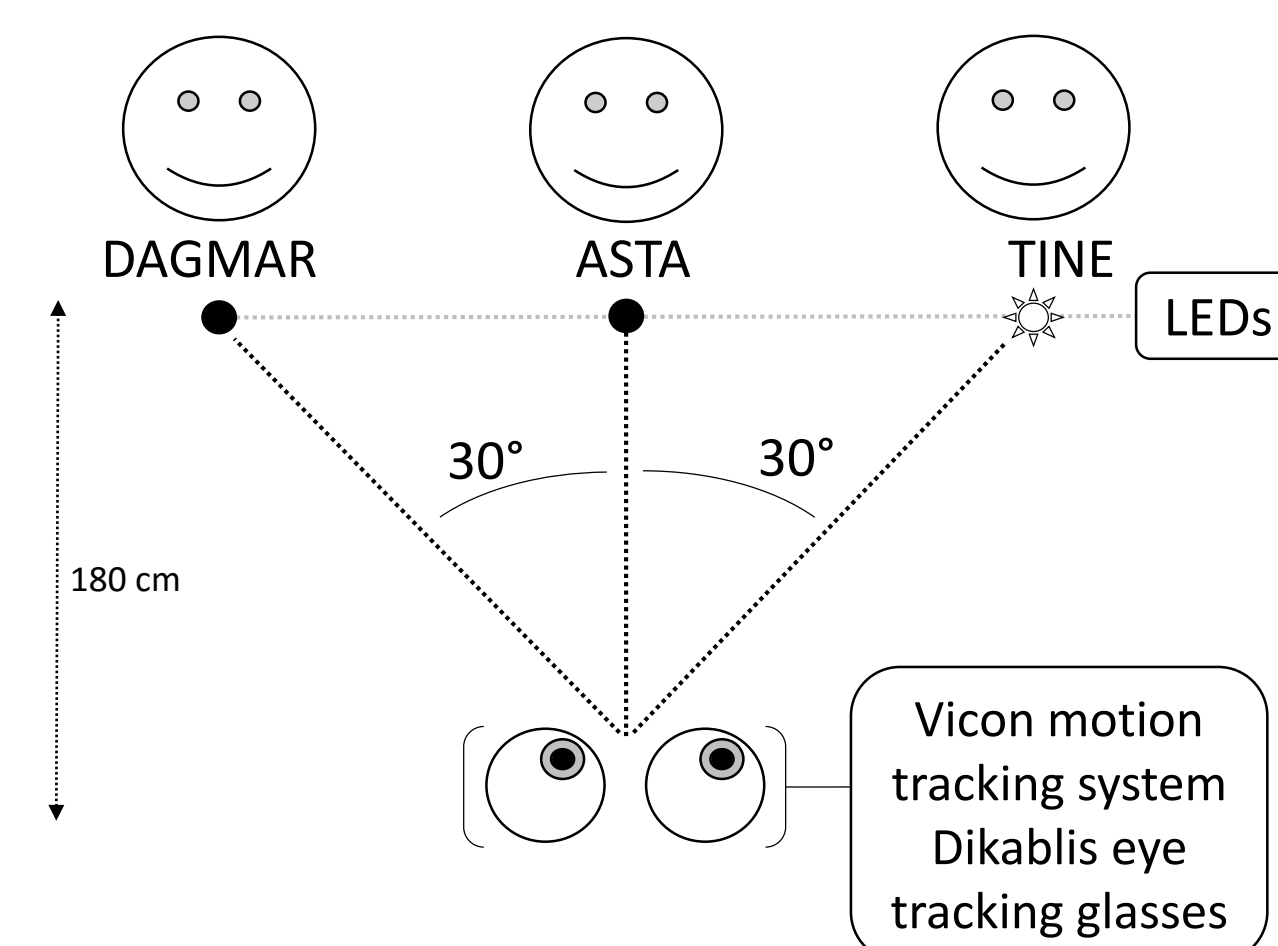 DAGMAR
ASTA
TINE
LEDs
30°
30°
180 cm
Vicon motion
tracking system
Dikablis eye
tracking glasses